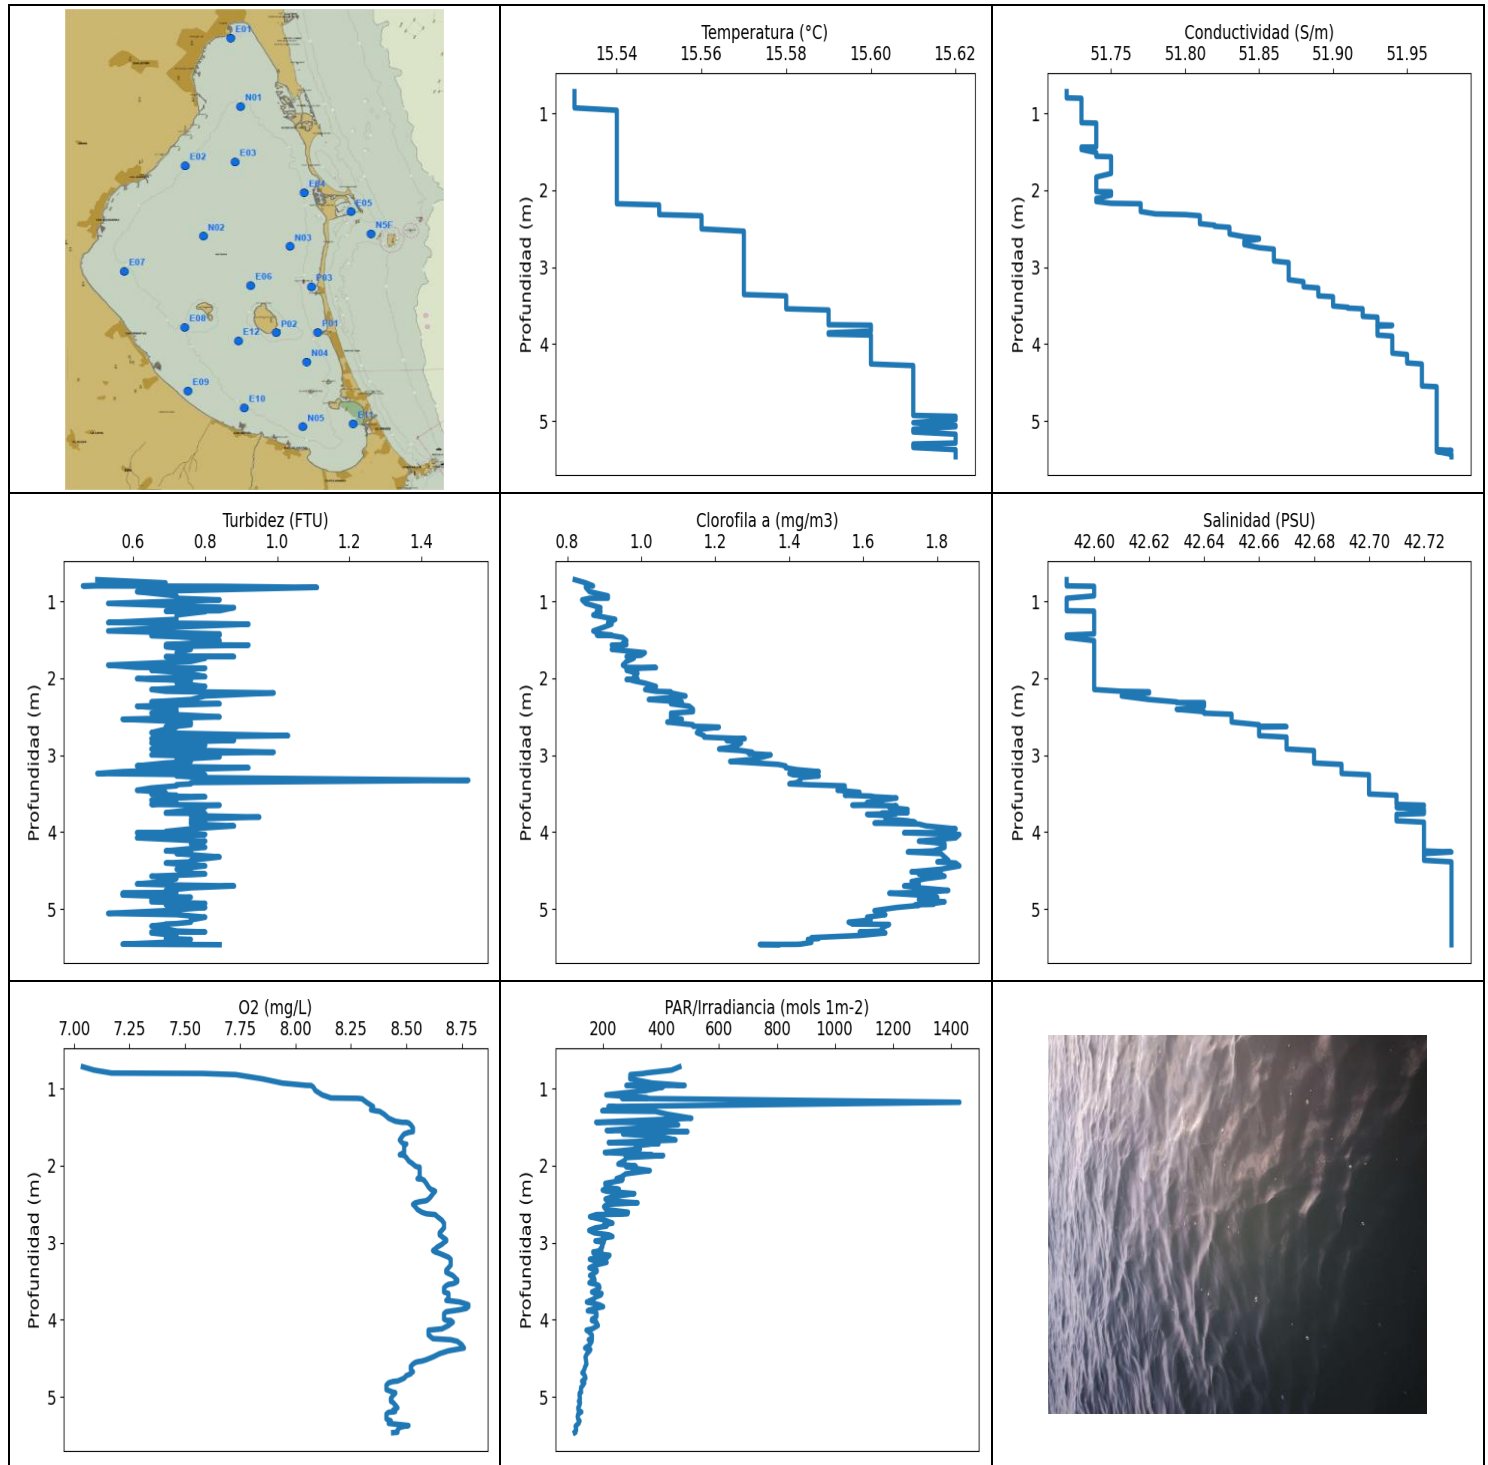 E01
N01
E02
E03
E04
E05
N5F
N02
N03
E07
E06
P03
E08
E12
P02
P01
N04
E09
E10
N05
E11
Temperatura (°C)
15.54 15.56 15.58 15.60 15.62
Profundidad (m)
1
2
3
4
5
Conductividad (S/m)
51.75 51.80 51.85 51.90 51.95
Profundidad (m)
1
2
3
4
5
Turbidez (FTU)
0.6 0.8 1.0 1.2 1.4
Profundidad (m)
1
2
3
4
5
Clorofila a (mg/m3)
0.8 1.0 1.2 1.4 1.6 1.8
Profundidad (m)
1
2
3
4
5
Salinidad (PSU)
42.60 42.62 42.64 42.66 42.68 42.70 42.72
Profundidad (m)
1
2
3
4
5
O2 (mg/L)
7.00 7.25 7.50 7.75 8.00 8.25 8.50 8.75
Profundidad (m)
1
2
3
4
5
PAR/Irradiancia (mols 1m-2)
200 400 600 800 1000 1200 1400
Profundidad (m)
1
2
3
4
5